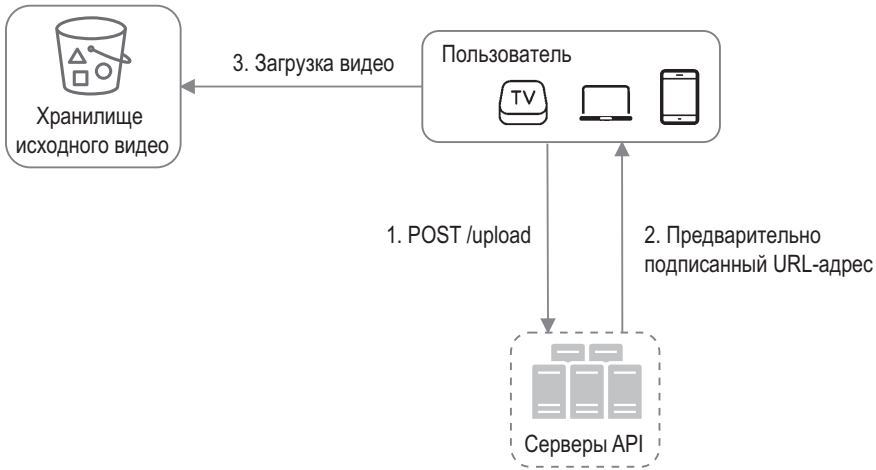 Пользователь
3. Загрузка видео
TV
Хранилище
исходного видео
1. POST /upload
2. Предварительно
подписанный URL-адрес
Серверы API